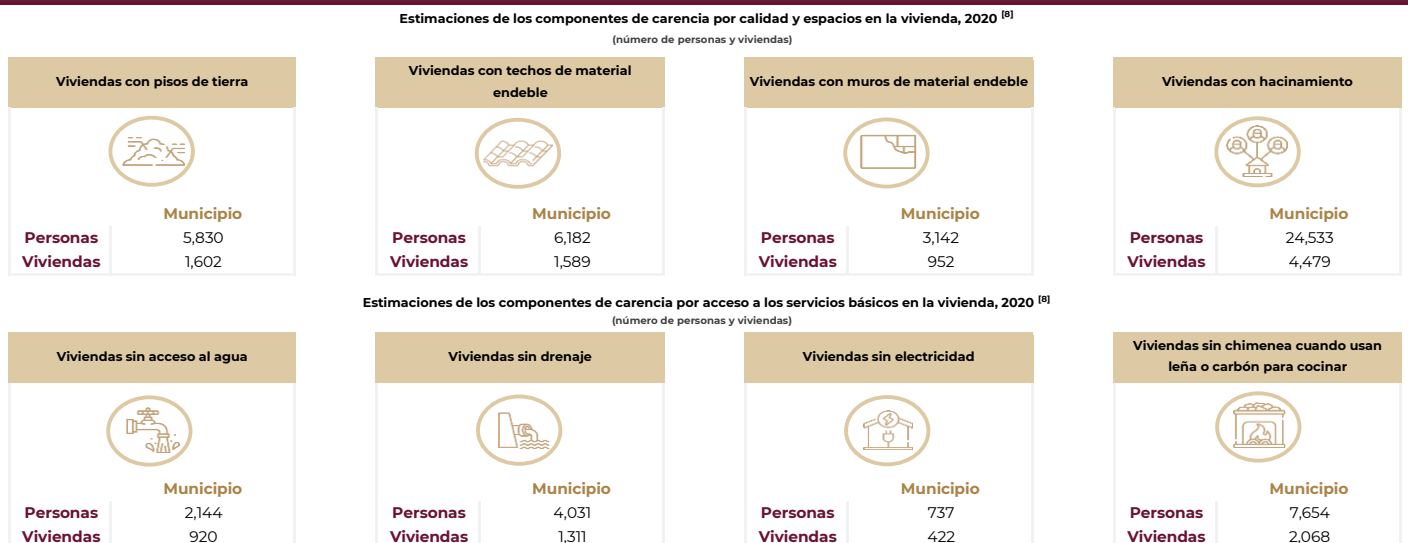 Estimaciones de los componentes de carencia por calidad y espacios en la vivienda, 2020 [8]
(número de personas y viviendas)
Viviendas con pisos de tierra
Municipio
Personas 5,830
Viviendas 1,602
Viviendas con techos de material
endeble
Municipio
Personas 6,182
Viviendas 1,589
Viviendas con muros de material endeble
Municipio
Personas 3,142
Viviendas 952
Viviendas con hacinamiento
Municipio
Personas 24,533
Viviendas 4,479
Estimaciones de los componentes de carencia por acceso a los servicios básicos en la vivienda, 2020 [8]
(número de personas y viviendas)
Viviendas sin acceso al agua
Municipio
Personas 2,144
Viviendas 920
Viviendas sin drenaje
Municipio
Personas 4,031
Viviendas 1,311
Viviendas sin electricidad
Municipio
Personas 737
Viviendas 422
Viviendas sin chimenea cuando usan
leña o carbón para cocinar
Municipio
Personas 7,654
Viviendas 2,068